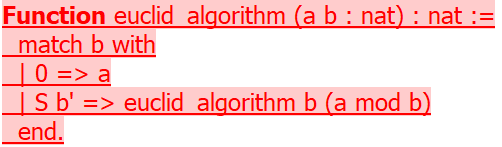 Function euclid_algorithm (a b : nat) : nat :=
match b with
| 0 => a
| S b' => euclid_algorithm b (a mod b)
end.